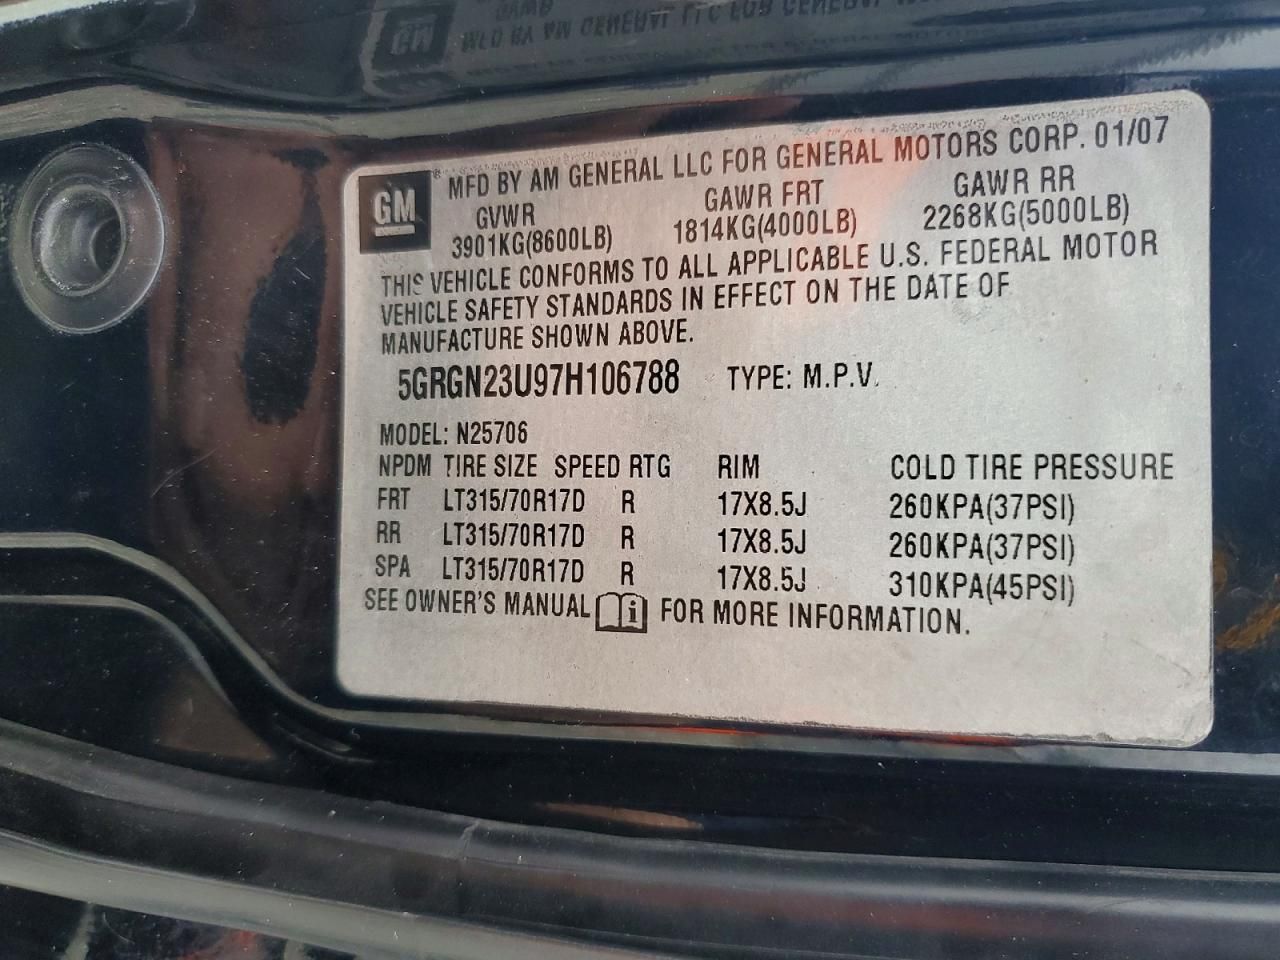 GM
MFD BY AM GENERAL LLC FOR GENERAL MOTORS CORP. 01/07
GVWR GAWR FRT GAWR RR
3901KG(8600LB) 1814KG(4000LB) 2268KG(5000LB)
THIS VEHICLE CONFORMS TO ALL APPLICABLE U.S. FEDERAL MOTOR
VEHICLE SAFETY STANDARDS IN EFFECT ON THE DATE OF
MANUFACTURE SHOWN ABOVE.
5GRGN23U97H106788 TYPE: M.P.V.
MODEL: N25706
NPDM TIRE SIZE SPEED RTG RIM COLD TIRE PRESSURE
FRT LT315/70R17D R 17X8.5J 260KPA(37PSI)
RR LT315/70R17D R 17X8.5J 260KPA(37PSI)
SPA LT315/70R17D R 17X8.5J 310KPA(45PSI)
SEE OWNER'S MANUAL i FOR MORE INFORMATION.